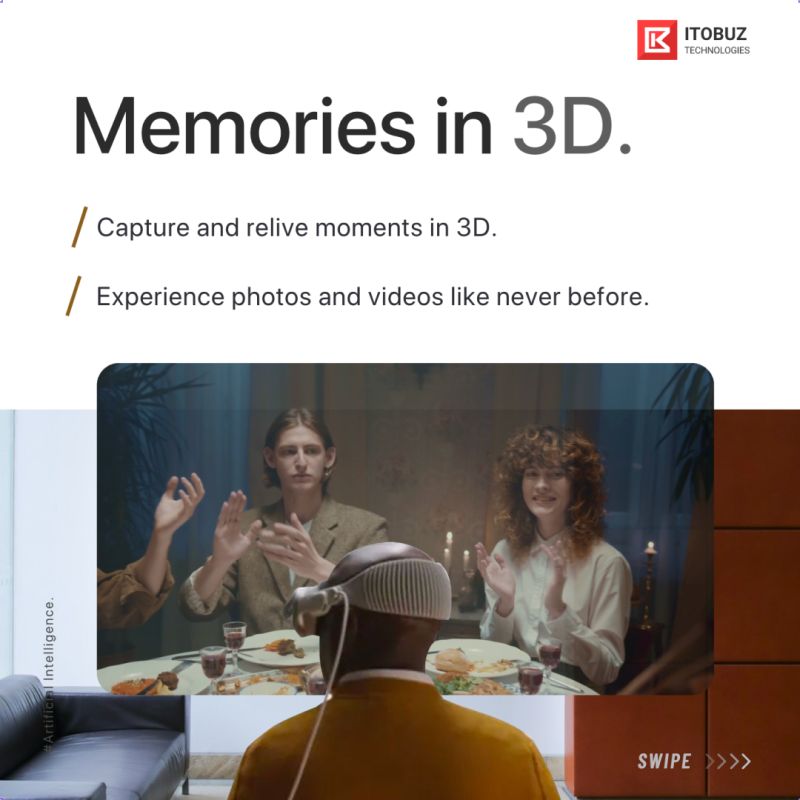 ITOBUZ
TECHNOLOGIES
Memories in 3D.
Capture and relive moments in 3D.
Experience photos and videos like never before.
#Artificial Intelligence.
SWIPE